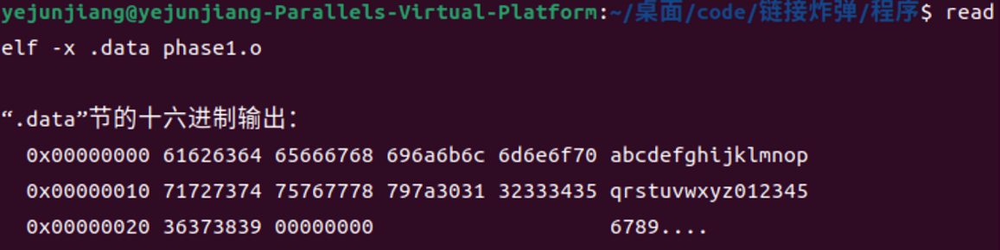 yejunjiang@yejunjiang-Parallels-Virtual-Platform:~/桌面/code/链接炸弹/程序$ read
elf -x .data phase1.o
“.data”节的十六进制输出：
0x00000000 61626364 65666768 696a6b6c 6d6e6f70 abcdefghijklmnop
0x00000010 71727374 75767778 797a3031 32333435 qrstuvwxyz012345
0x00000020 36373839 00000000 6789....